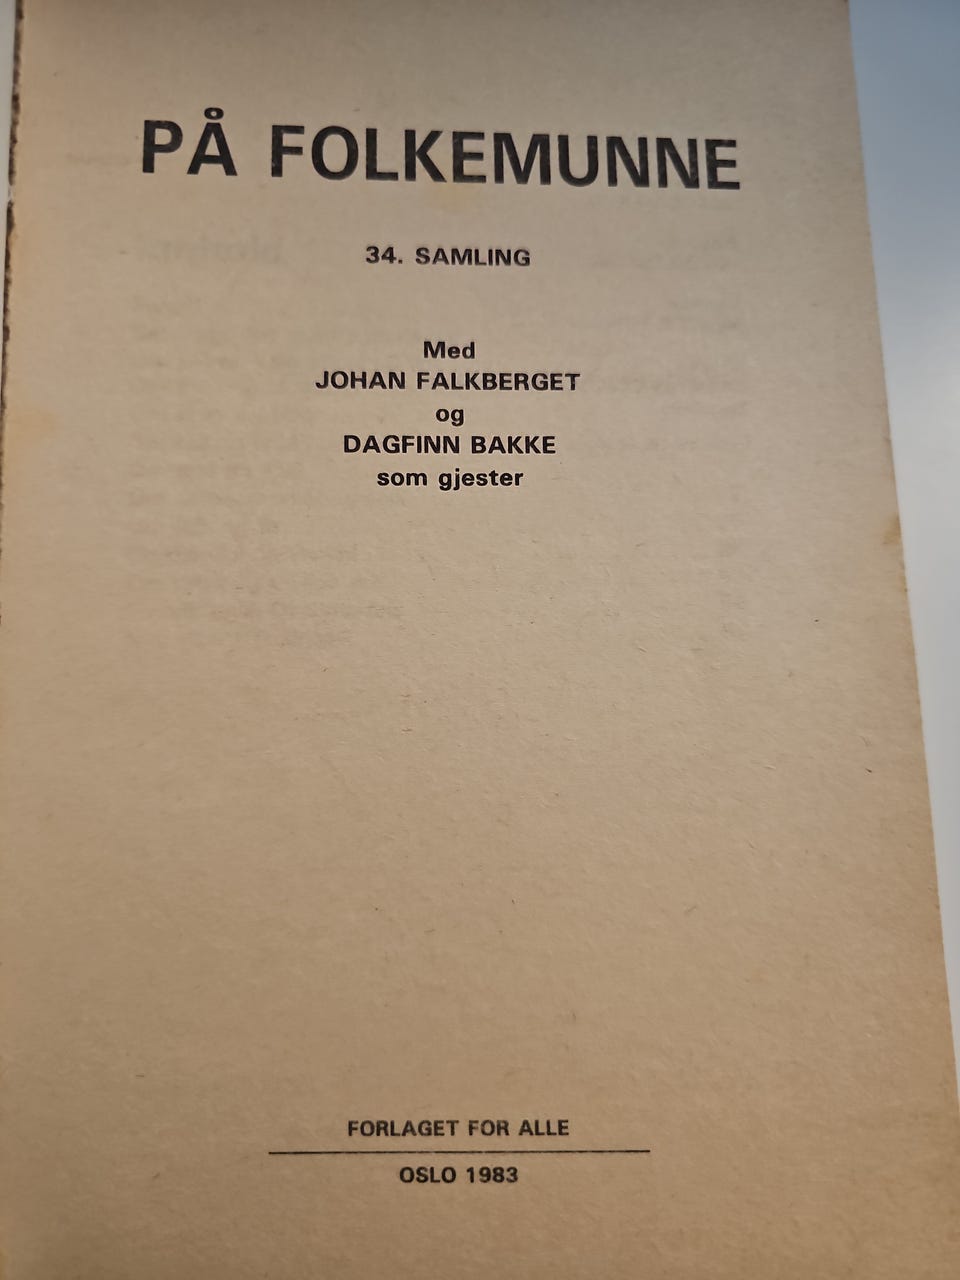 PÅ FOLKEMUNNE
34. SAMLING
Med
JOHAN FALKBERGET
og
DAGFINN BAKKE
som gjester
FORLAGET FOR ALLE
OSLO 1983